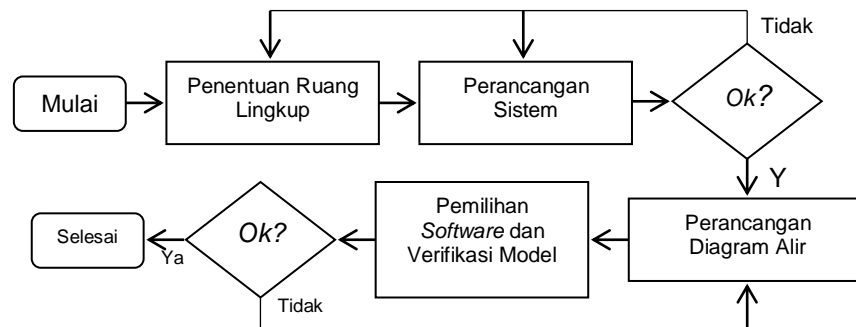 Tidak
Mulai
Penentuan Ruang
Lingkup
Perancangan
Sistem
Ok?
Y
Perancangan
Diagram Alir
Pemilihan
Software dan
Verifikasi Model
Ok?
Ya
Selesai
Tidak